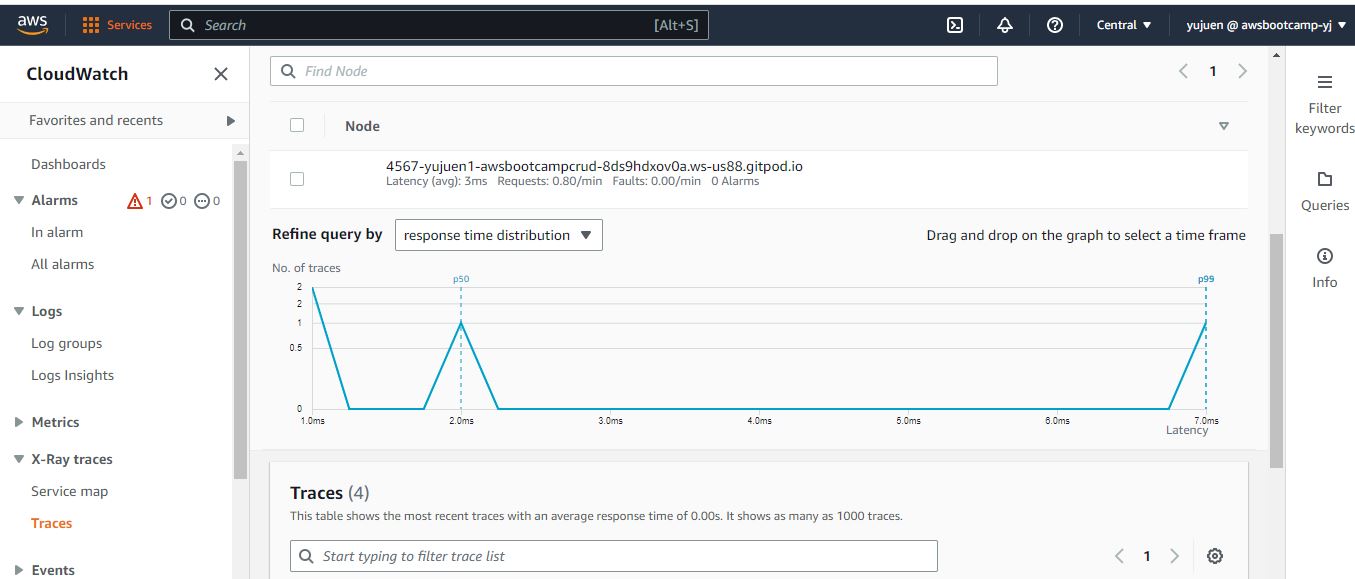 aws Services Search [Alt+S] Central yujuen @ awsbootcamp-yj
CloudWatch
Favorites and recents
Dashboards
Alarms 1 0 0
In alarm
All alarms
Logs
Log groups
Logs Insights
Metrics
X-Ray traces
Service map
Traces
Events
Find Node 1
Node
4567-yujuen1-awsbootcampcrud-8ds9hdxov0a.ws-us88.gitpod.io
Latency (avg): 3ms Requests: 0.80/min Faults: 0.00/min 0 Alarms
Refine query by response time distribution Drag and drop on the graph to select a time frame
No. of traces
p50 p99
2
2
1
0.5
0
1.0ms 2.0ms 3.0ms 4.0ms 5.0ms 6.0ms 7.0ms
Latency
Traces (4)
This table shows the most recent traces with an average response time of 0.00s. It shows as many as 1000 traces.
Start typing to filter trace list 1
Filter
keywords
Queries
Info